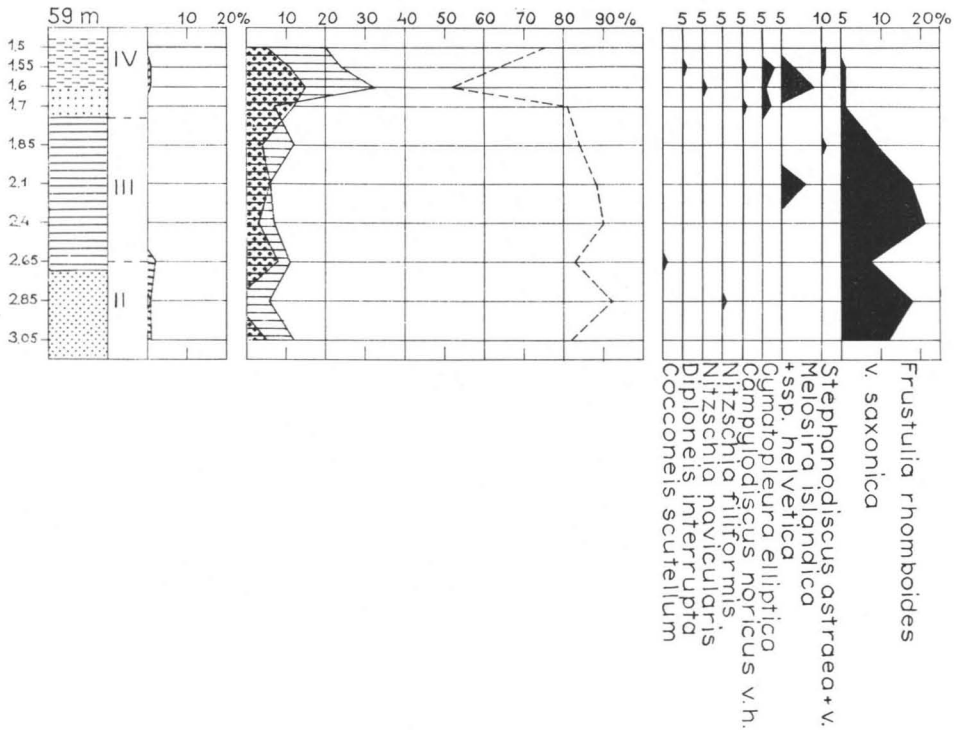 59 m
10 20%
10 20 30 40 50 60 70 80 90%
5 5 5 5 5 5 5 10 5 5 10 20%
1,5
1,55
1,6
1,7
1,85
2,1
2,4
2,65
2,85
3,05
IV
III
II
Cocconeis scutellum
Diploneis interrupta
Nitzschia navicularis
Nitzschia filiformis
Campylodiscus noricus v.h.
Cymatopleura elliptica
+ssp. helvetica
Melosira islandica
Stephanodiscus astraea+v.
v. saxonica
Frustulia rhomboides